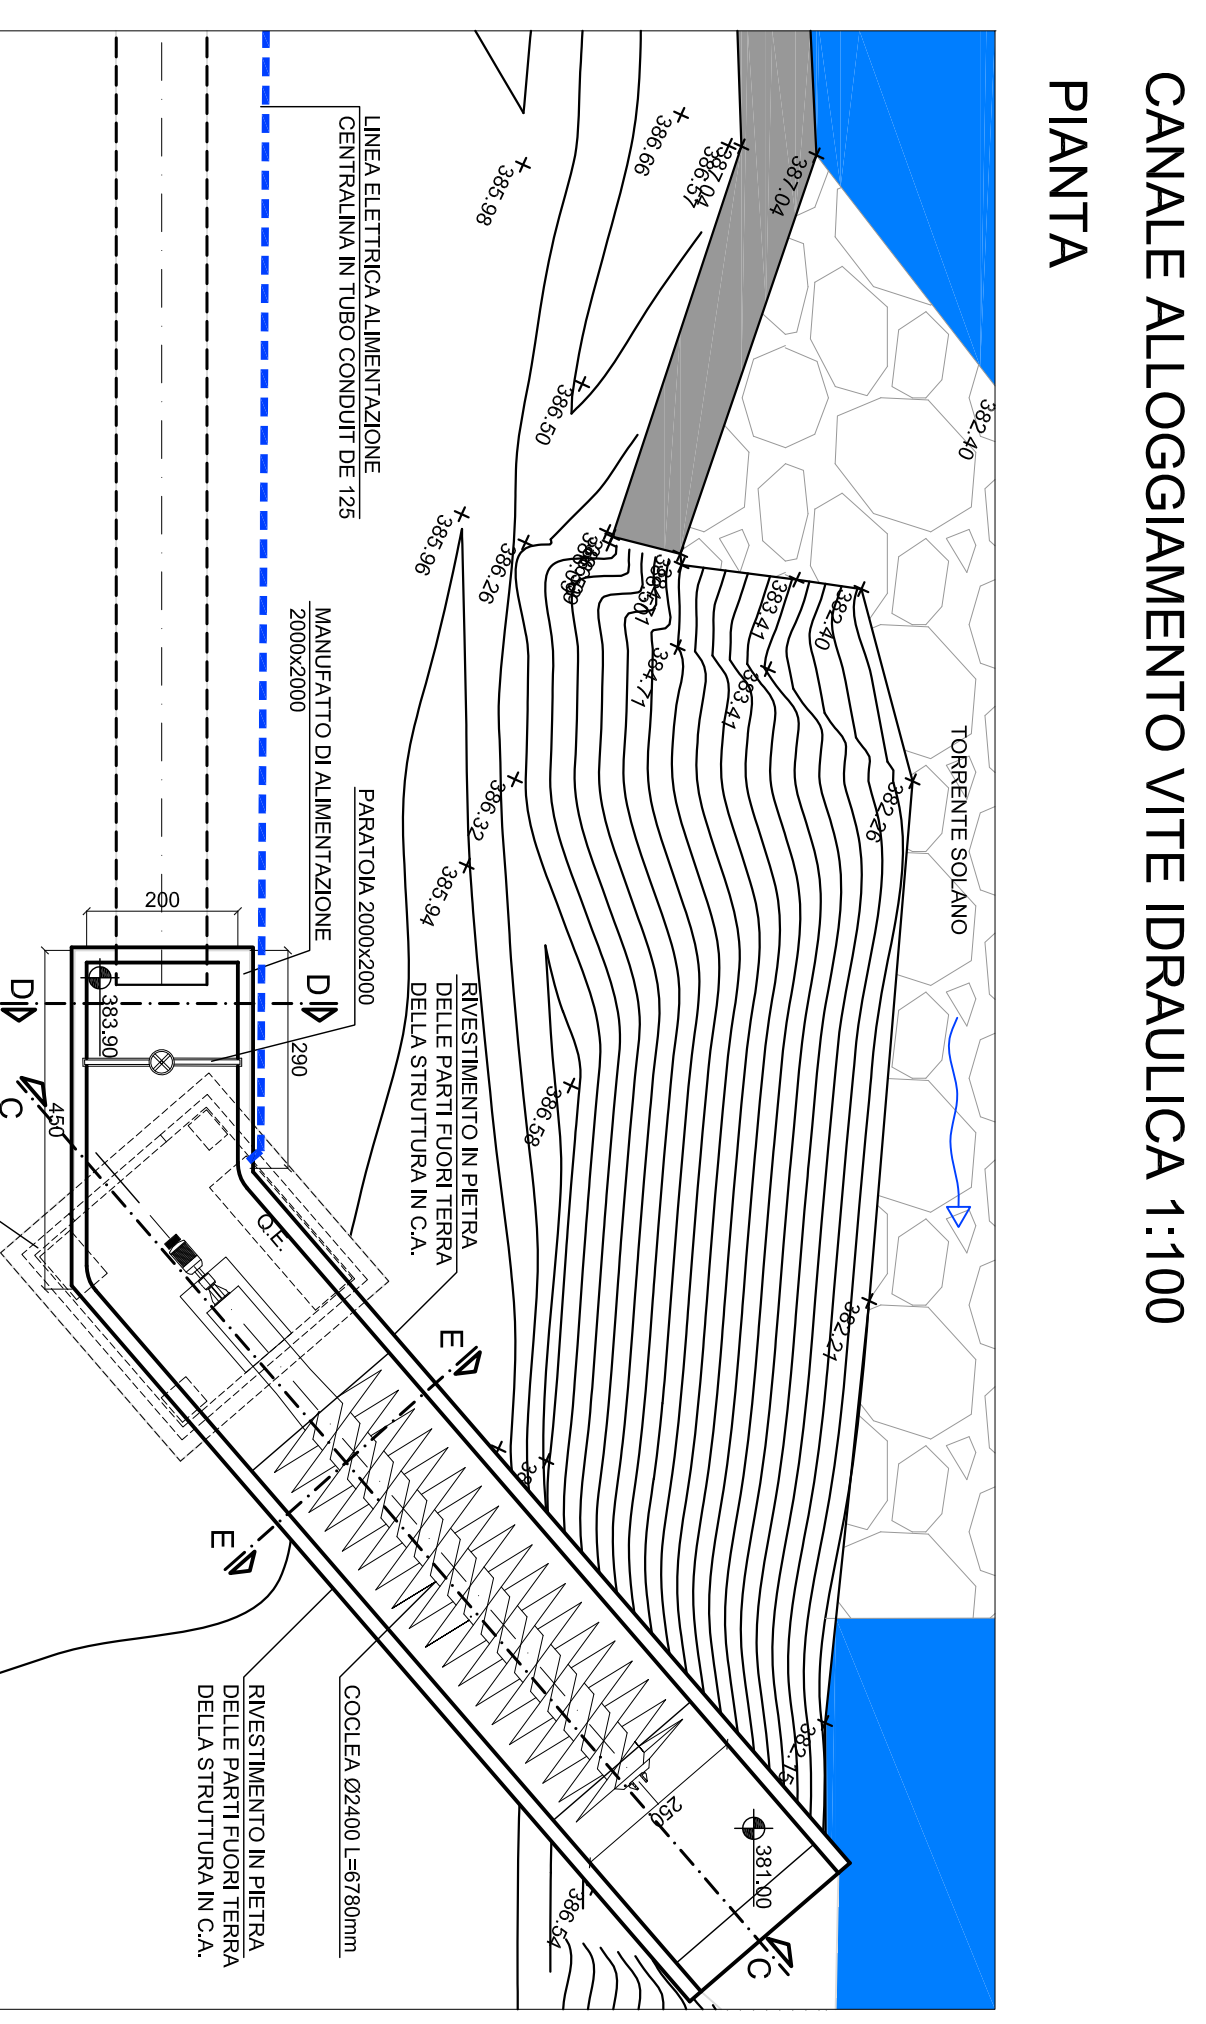 CANALE ALLOGGIAMENTO VITE IDRAULICA 1:100
PIANTA
382.40
387.04
387.04
386.57
386.66
385.98
386.50
385.96
386.26
382.40
383.41
383.41
384.71
382.26
TORRENTE SOLANO
386.32
385.94
386.58
382.21
382.15
386.54
LINEA ELETTRICA ALIMENTAZIONE
CENTRALINA IN TUBO CONDUIT DE 125
MANUFATTO DI ALIMENTAZIONE
2000x2000
PARATOIA 2000x2000
RIVESTIMENTO IN PIETRA
DELLE PARTI FUORI TERRA
DELLA STRUTTURA IN C.A.
200
290
450
383.90
D
D
C
Q.E.
E
E
250
381.00
C
COCLEA Ø2400 L=6780mm
RIVESTIMENTO IN PIETRA
DELLE PARTI FUORI TERRA
DELLA STRUTTURA IN C.A.